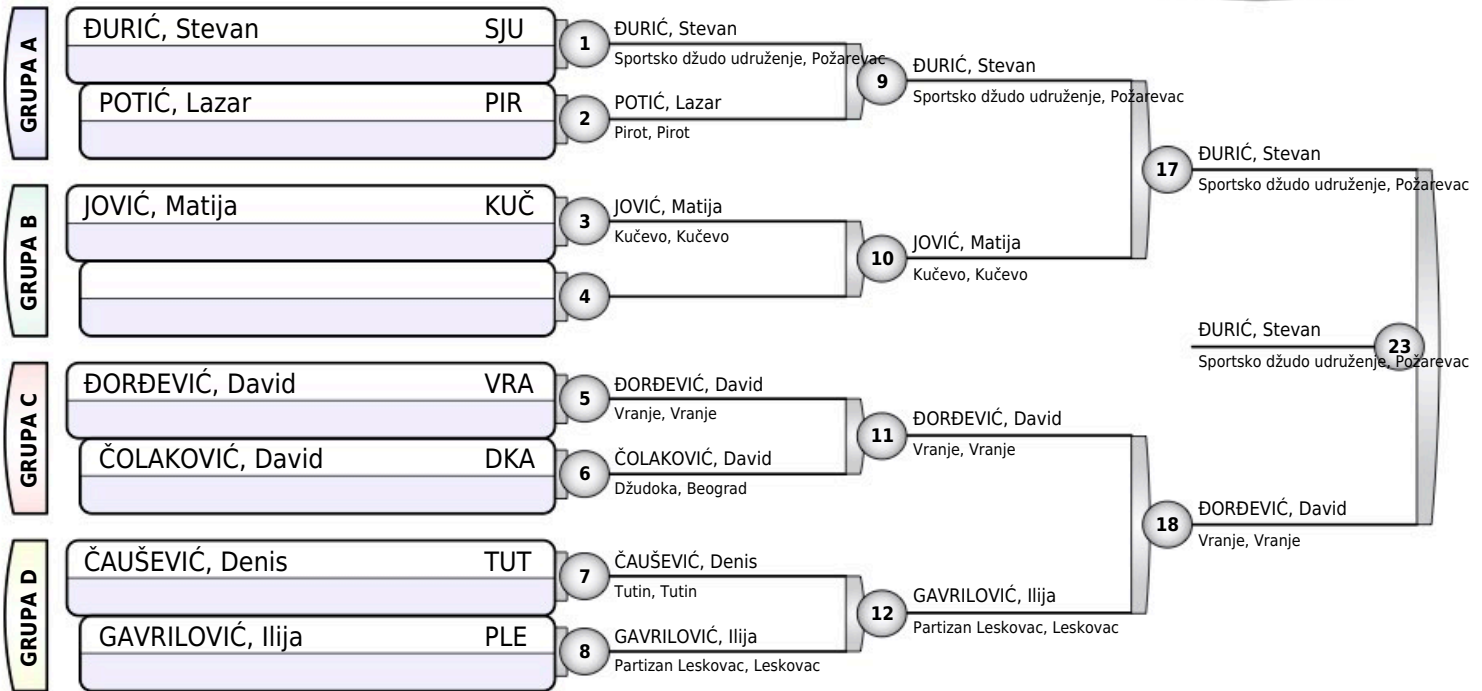 GRUPA A
ĐURIĆ, Stevan SJU
POTIĆ, Lazar PIR
1
ĐURIĆ, Stevan
Sportsko džudo udruženje, Požarevac
2
POTIĆ, Lazar
Pirot, Pirot
9
ĐURIĆ, Stevan
Sportsko džudo udruženje, Požarevac
GRUPA B
JOVIĆ, Matija KUČ
3
JOVIĆ, Matija
Kučevo, Kučevo
4
10
JOVIĆ, Matija
Kučevo, Kučevo
17
ĐURIĆ, Stevan
Sportsko džudo udruženje, Požarevac
GRUPA C
ĐORĐEVIĆ, David VRA
ČOLAKOVIĆ, David DKA
5
ĐORĐEVIĆ, David
Vranje, Vranje
6
ČOLAKOVIĆ, David
Džudoka, Beograd
11
ĐORĐEVIĆ, David
Vranje, Vranje
GRUPA D
ČAUŠEVIĆ, Denis TUT
GAVRILOVIĆ, Ilija PLE
7
ČAUŠEVIĆ, Denis
Tutin, Tutin
8
GAVRILOVIĆ, Ilija
Partizan Leskovac, Leskovac
12
GAVRILOVIĆ, Ilija
Partizan Leskovac, Leskovac
18
ĐORĐEVIĆ, David
Vranje, Vranje
ĐURIĆ, Stevan
23
Sportsko džudo udruženje, Požarevac